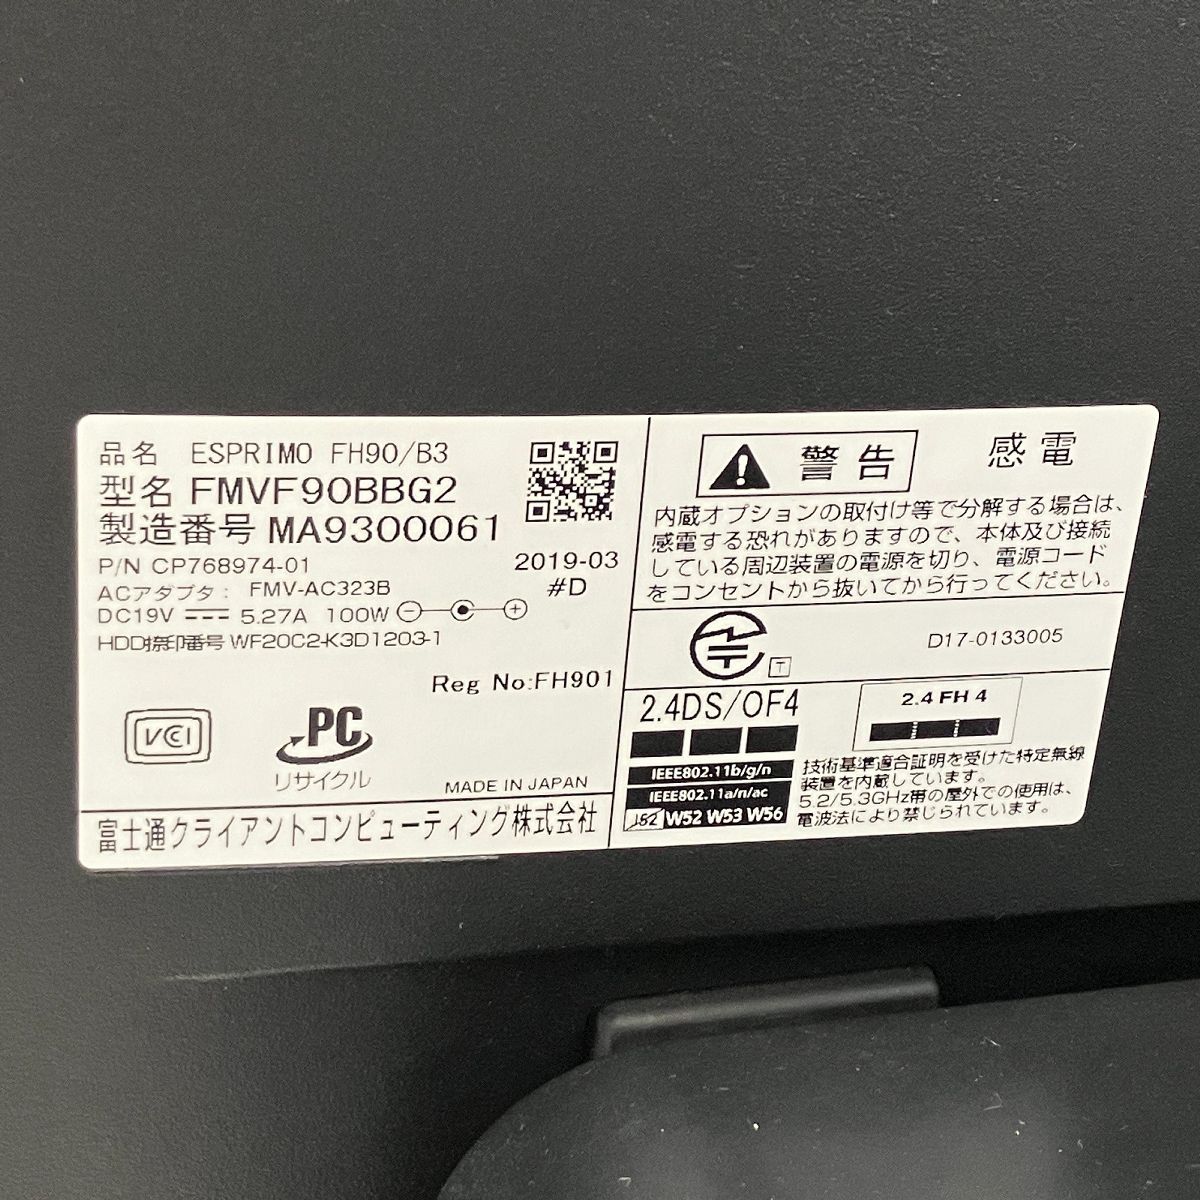 品名 ESPRIMO FH90/B3
型名 FMVF90BBG2
製造番号 MA9300061
P/N CP768974-01 2019-03
ACアダプタ: FMV-AC323B #D
DC19V 5.27A 100W
HDD捺印番号 WF20C2-K3D1203-1
Reg No:FH901
VCI
PC
リサイクル
MADE IN JAPAN
富士通クライアントコンピューティング株式会社
警告 感電
内蔵オプションの取付け等で分解する場合は、
感電する恐れがありますので、本体及び接続
している周辺装置の電源を切り、電源コード
をコンセントから抜いてから行ってください。
T D17-0133005
2.4DS/OF4
IEEE802.11b/g/n
IEEE802.11a/n/ac
J52 W52 W53 W56
2.4 FH 4
技術基準適合証明を受けた特定無線
装置を内蔵しています。
5.2/5.3GHz帯の屋外での使用は、
電波法により禁じられています。